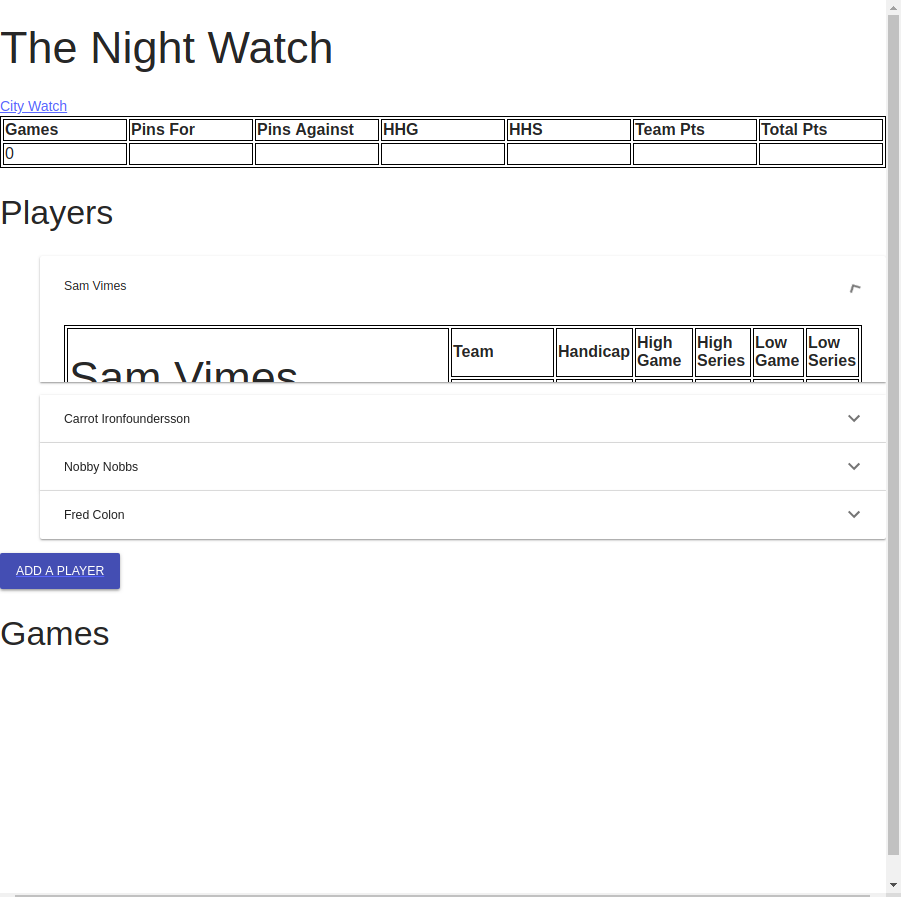 The Night Watch
City Watch
Games Pins For Pins Against HHG HHS Team Pts Total Pts
0
Players
Sam Vimes
Sam Vimes Team Handicap High Game High Series Low Game Low Series
Carrot Ironfoundersson
Nobby Nobbs
Fred Colon
ADD A PLAYER
Games